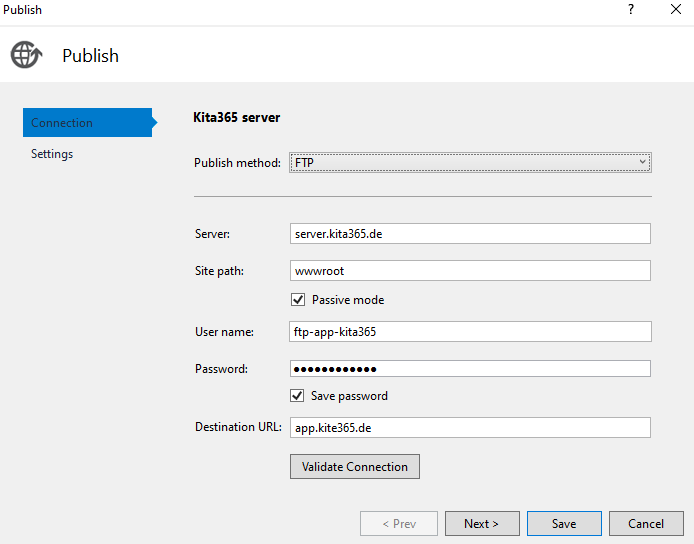 Publish
?
Publish
Connection
Settings
Kita365 server
Publish method: FTP
Server: server.kita365.de
Site path: wwwroot
Passive mode
User name: ftp-app-kita365
Password: ●●●●●●●●●●●●
Save password
Destination URL: app.kite365.de
Validate Connection
< Prev Next > Save Cancel